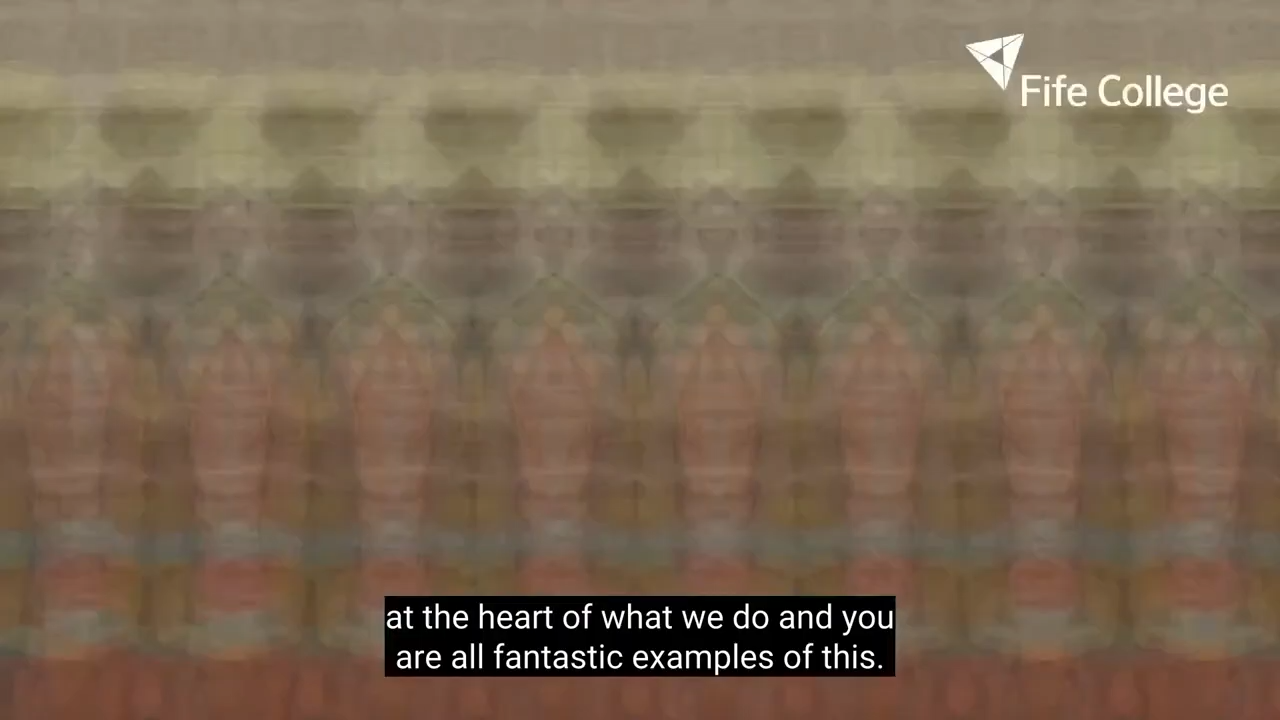 Fife College
at the heart of what we do and you
are all fantastic examples of this.